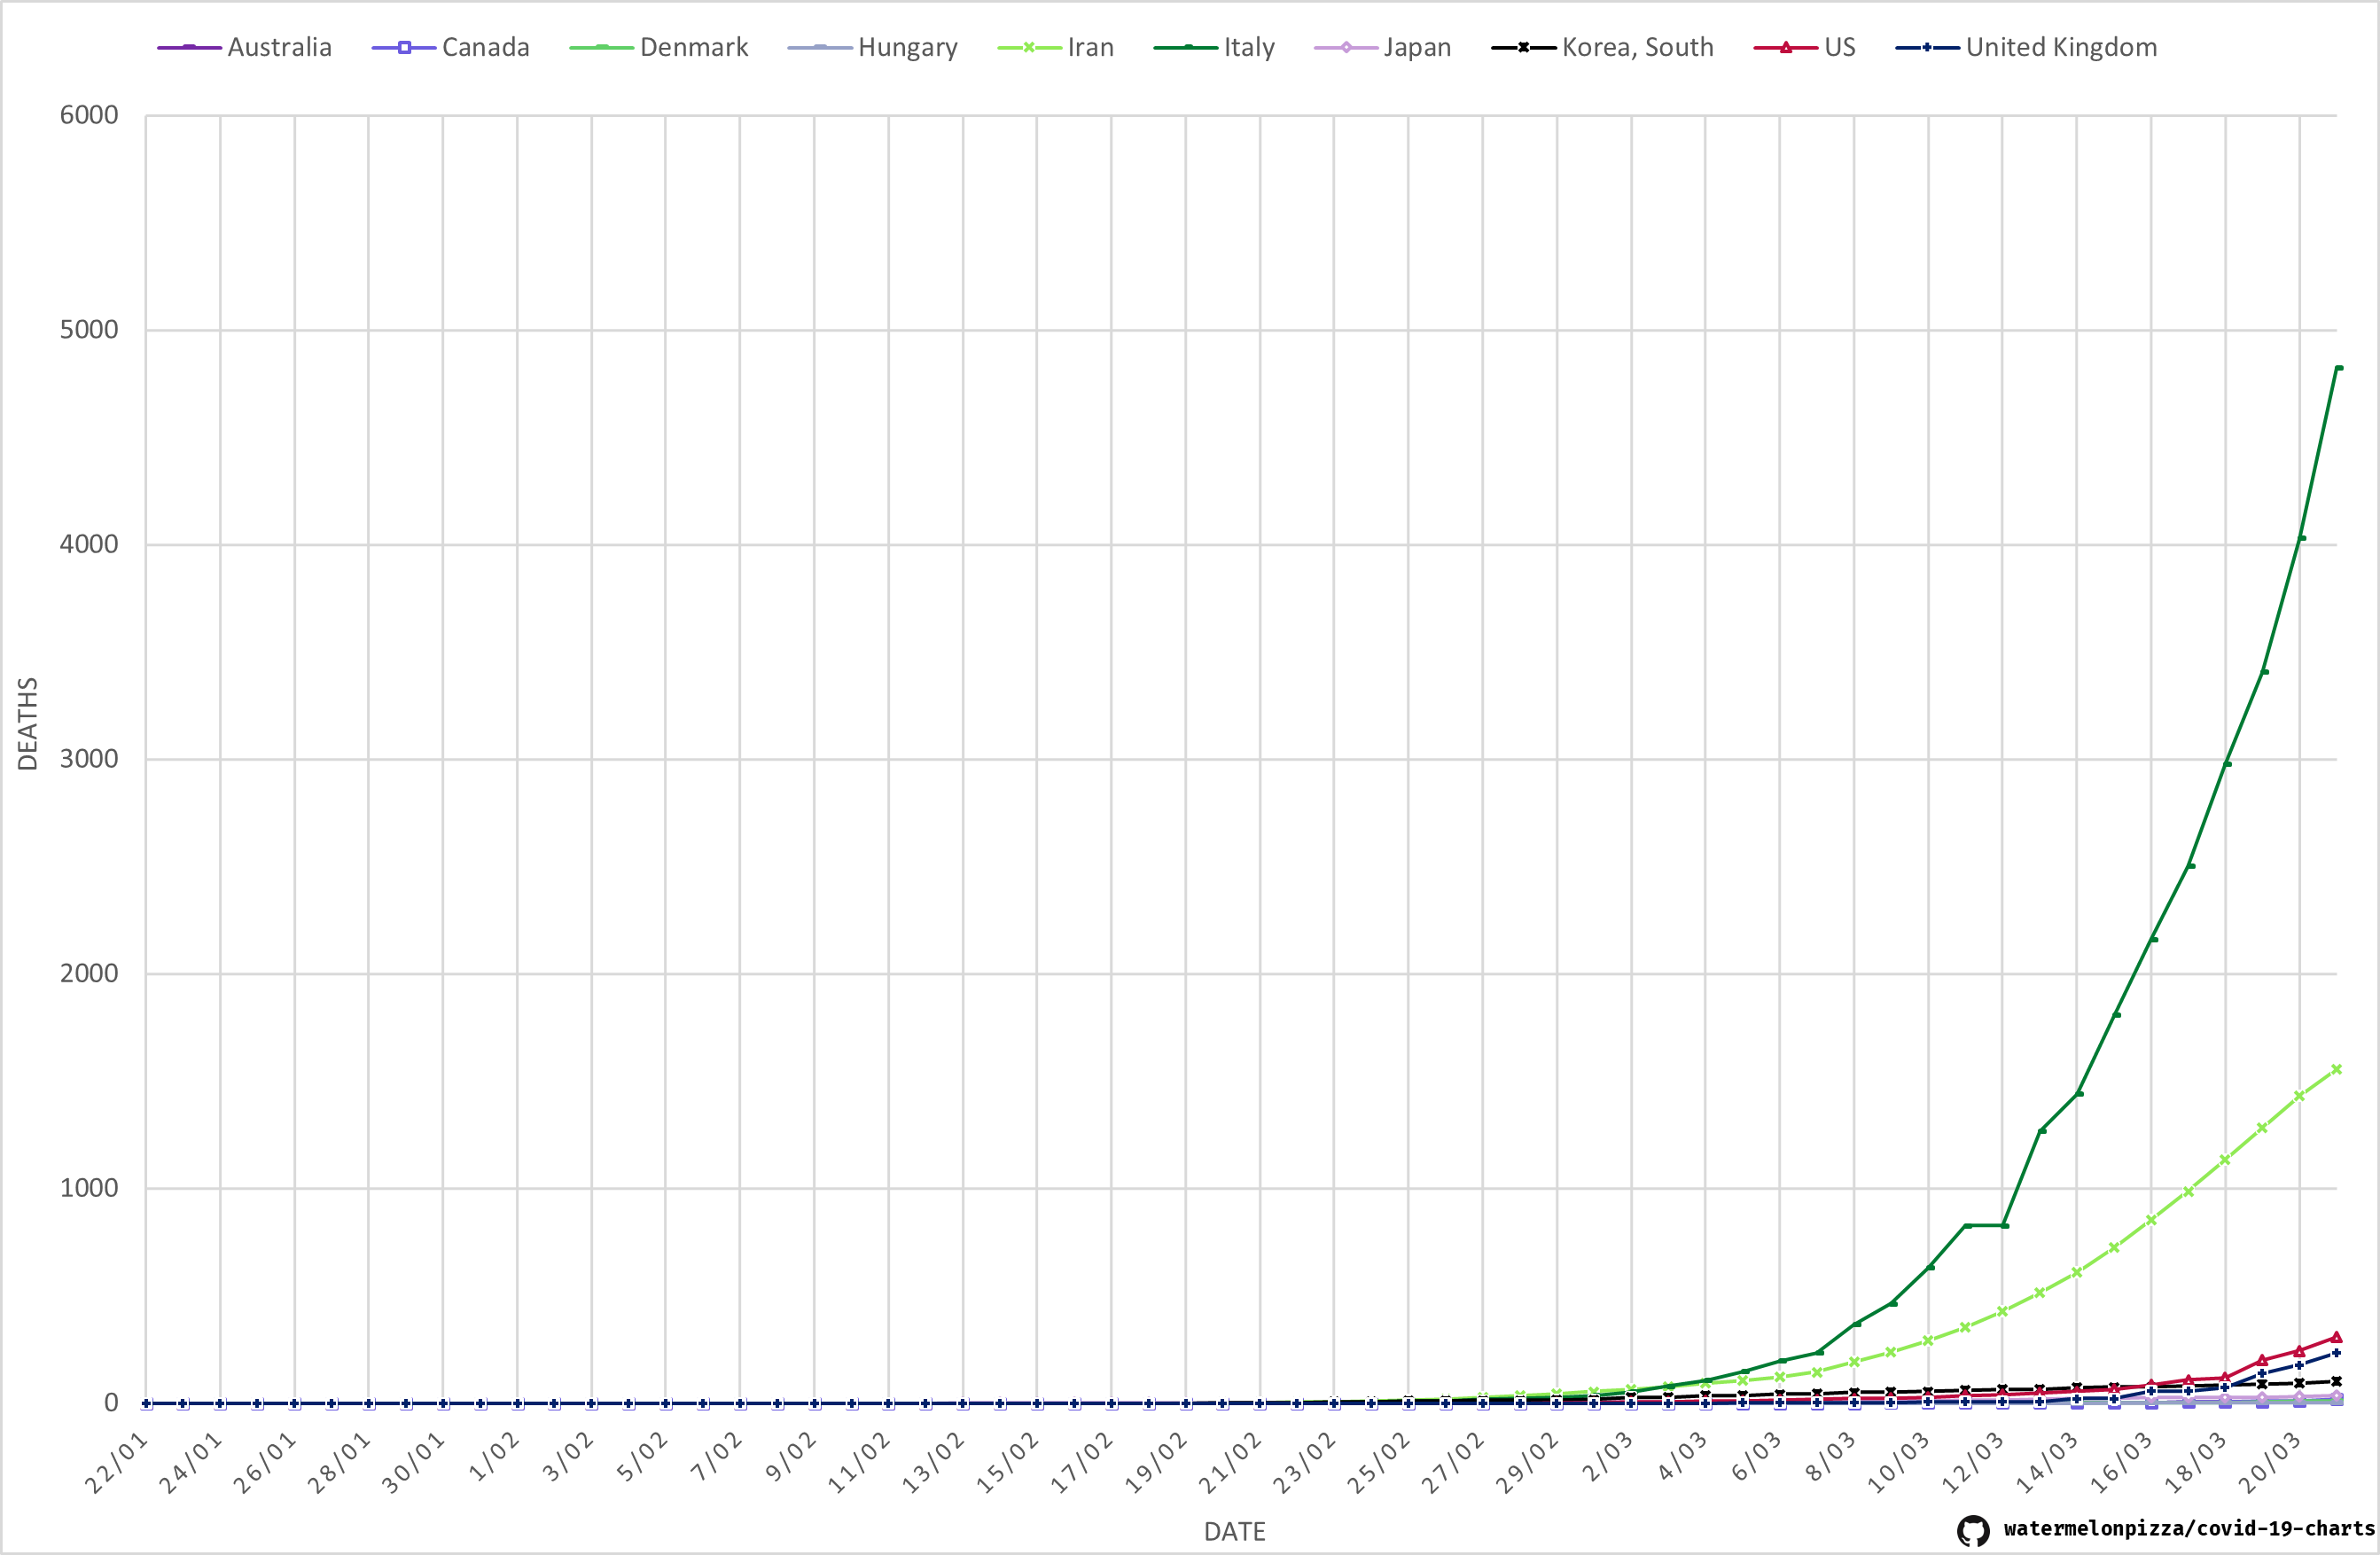 Australia Canada Denmark Hungary Iran Italy Japan Korea, South US United Kingdom
6000
5000
4000
3000
2000
1000
0
DEATHS
22/01 24/01 26/01 28/01 30/01 1/02 3/02 5/02 7/02 9/02 11/02 13/02 15/02 17/02 19/02 21/02 23/02 25/02 27/02 29/02 2/03 4/03 6/03 8/03 10/03 12/03 14/03 16/03 18/03 20/03
DATE
watermelonpizza/covid-19-charts